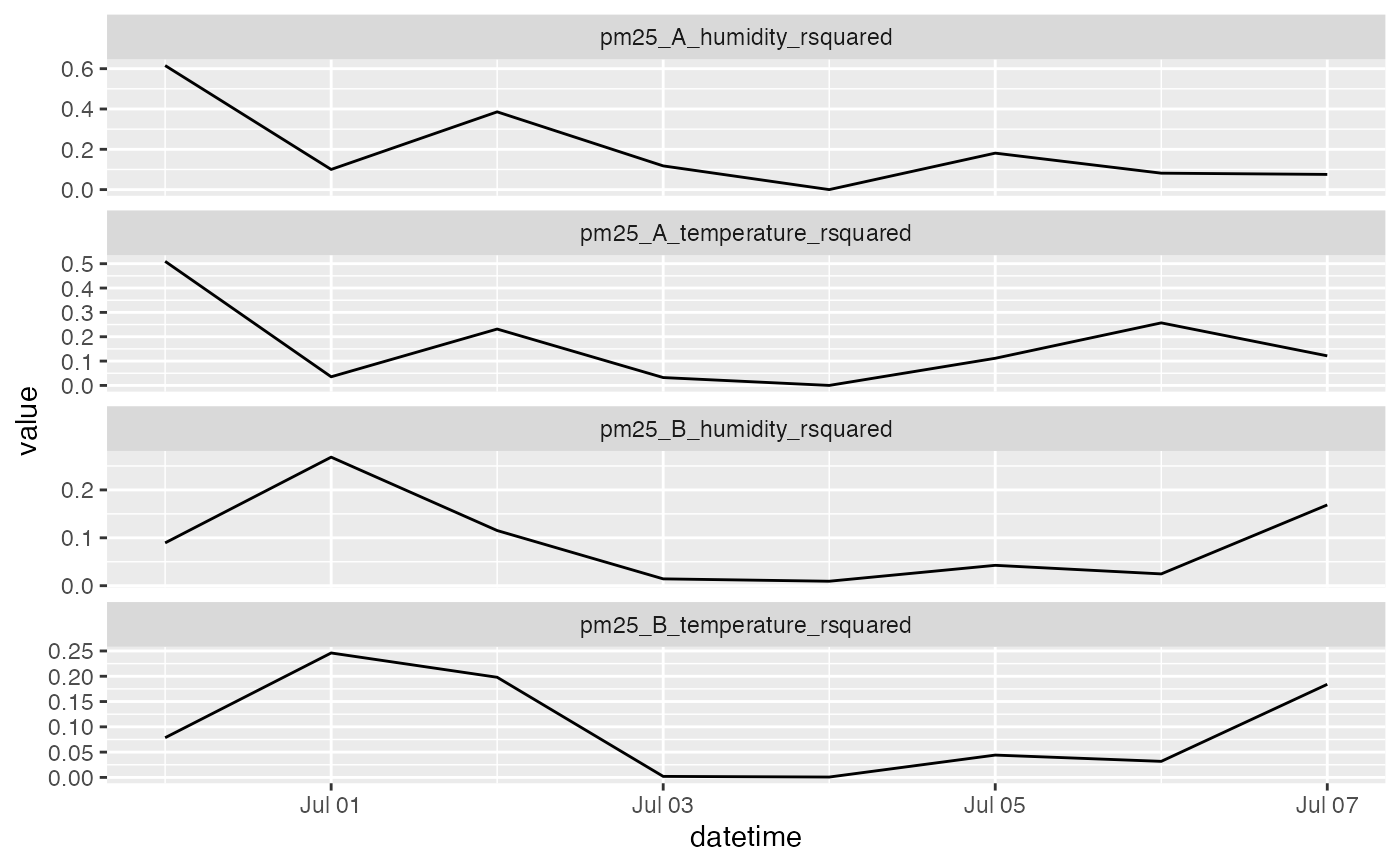 pm25_A_humidity_rsquared
0.6
0.4
0.2
0.0
pm25_A_temperature_rsquared
0.5
0.4
0.3
0.2
0.1
0.0
value
pm25_B_humidity_rsquared
0.2
0.1
0.0
pm25_B_temperature_rsquared
0.25
0.20
0.15
0.10
0.05
0.00
Jul 01 Jul 03 Jul 05 Jul 07
datetime